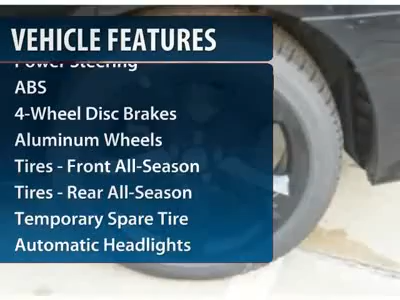 VEHICLE FEATURES
Power Steering
ABS
4-Wheel Disc Brakes
Aluminum Wheels
Tires - Front All-Season
Tires - Rear All-Season
Temporary Spare Tire
Automatic Headlights